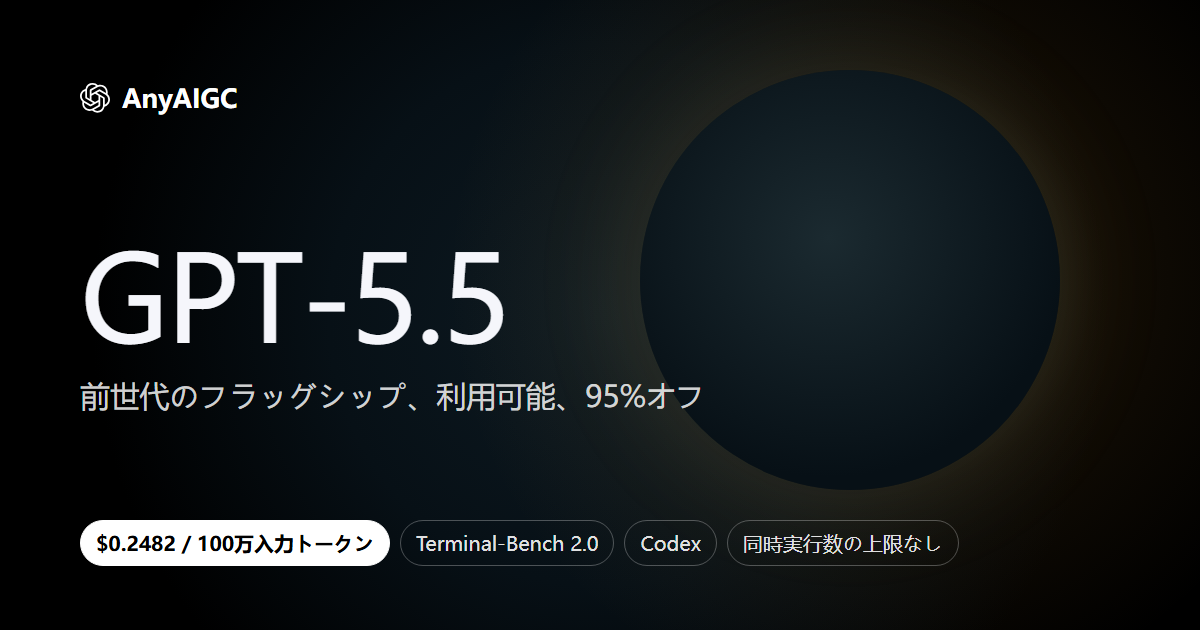 AnyAIGC
GPT-5.5
前世代のフラッグシップ、利用可能、95%オフ
$0.2482 / 100万入力トークン
Terminal-Bench 2.0
Codex
同時実行数の上限なし